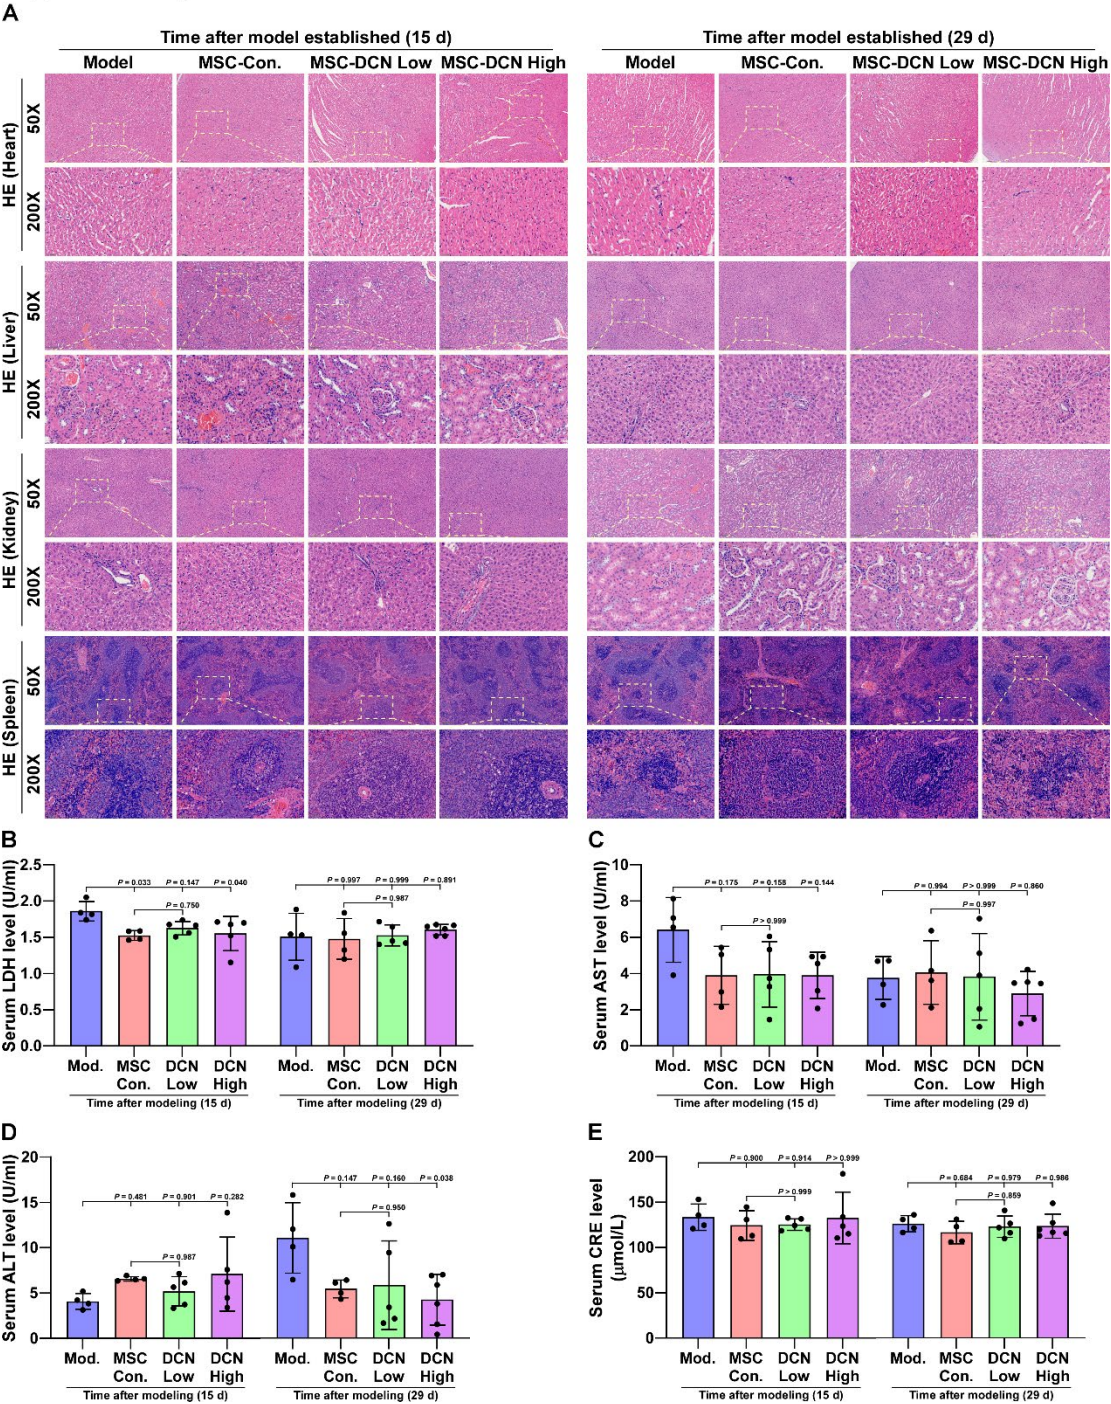 A
Time after model established (15 d)
Time after model established (29 d)
Model MSC-Con. MSC-DCN Low MSC-DCN High
Model MSC-Con. MSC-DCN Low MSC-DCN High
HE (Heart)
50X
200X
HE (Liver)
50X
200X
HE (Kidney)
50X
200X
HE (Spleen)
50X
200X
B
Serum LDH level (U/ml)
2.5
2.0
1.5
1.0
0.5
0.0
P = 0.033 P = 0.147 P = 0.040
P = 0.750
P = 0.997 P = 0.999 P = 0.891
P = 0.987
Mod. MSC Con. DCN Low DCN High
Mod. MSC Con. DCN Low DCN High
Time after modeling (15 d)
Time after modeling (29 d)
C
Serum AST level (U/ml)
10
8
6
4
2
0
P = 0.175 P = 0.158 P = 0.144
P > 0.999
P = 0.994 P > 0.999 P = 0.860
P = 0.997
Mod. MSC Con. DCN Low DCN High
Mod. MSC Con. DCN Low DCN High
Time after modeling (15 d)
Time after modeling (29 d)
D
Serum ALT level (U/ml)
20
15
10
5
0
P = 0.481 P = 0.901 P = 0.282
P = 0.987
P = 0.147 P = 0.160 P = 0.038
P = 0.950
Mod. MSC Con. DCN Low DCN High
Mod. MSC Con. DCN Low DCN High
Time after modeling (15 d)
Time after modeling (29 d)
E
Serum CRE level
(μmol/L)
200
150
100
50
0
P = 0.900 P = 0.914 P > 0.999
P > 0.999
P = 0.684 P = 0.979 P = 0.986
P = 0.859
Mod. MSC Con. DCN Low DCN High
Mod. MSC Con. DCN Low DCN High
Time after modeling (15 d)
Time after modeling (29 d)